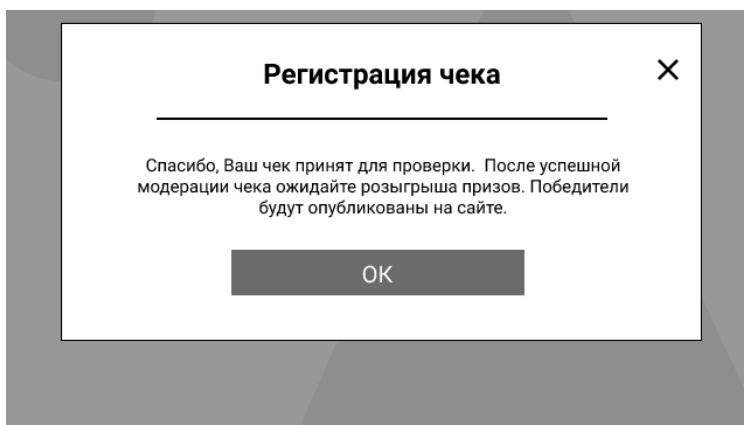 Регистрация чека
Спасибо, Ваш чек принят для проверки.  После успешной
модерации чека ожидайте розыгрыша призов. Победители
будут опубликованы на сайте.
ОК